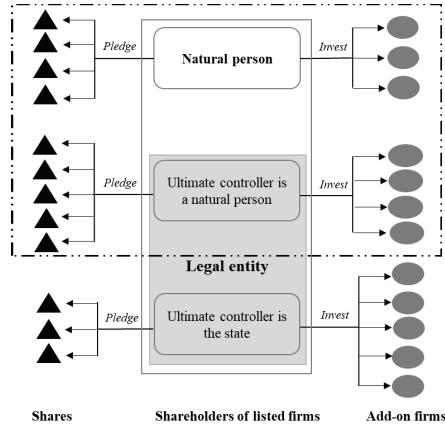 Pledge
Natural person
Invest
Pledge
Ultimate controller is
a natural person
Invest
Legal entity
Pledge
Ultimate controller is
the state
Invest
Shares
Shareholders of listed firms
Add-on firms